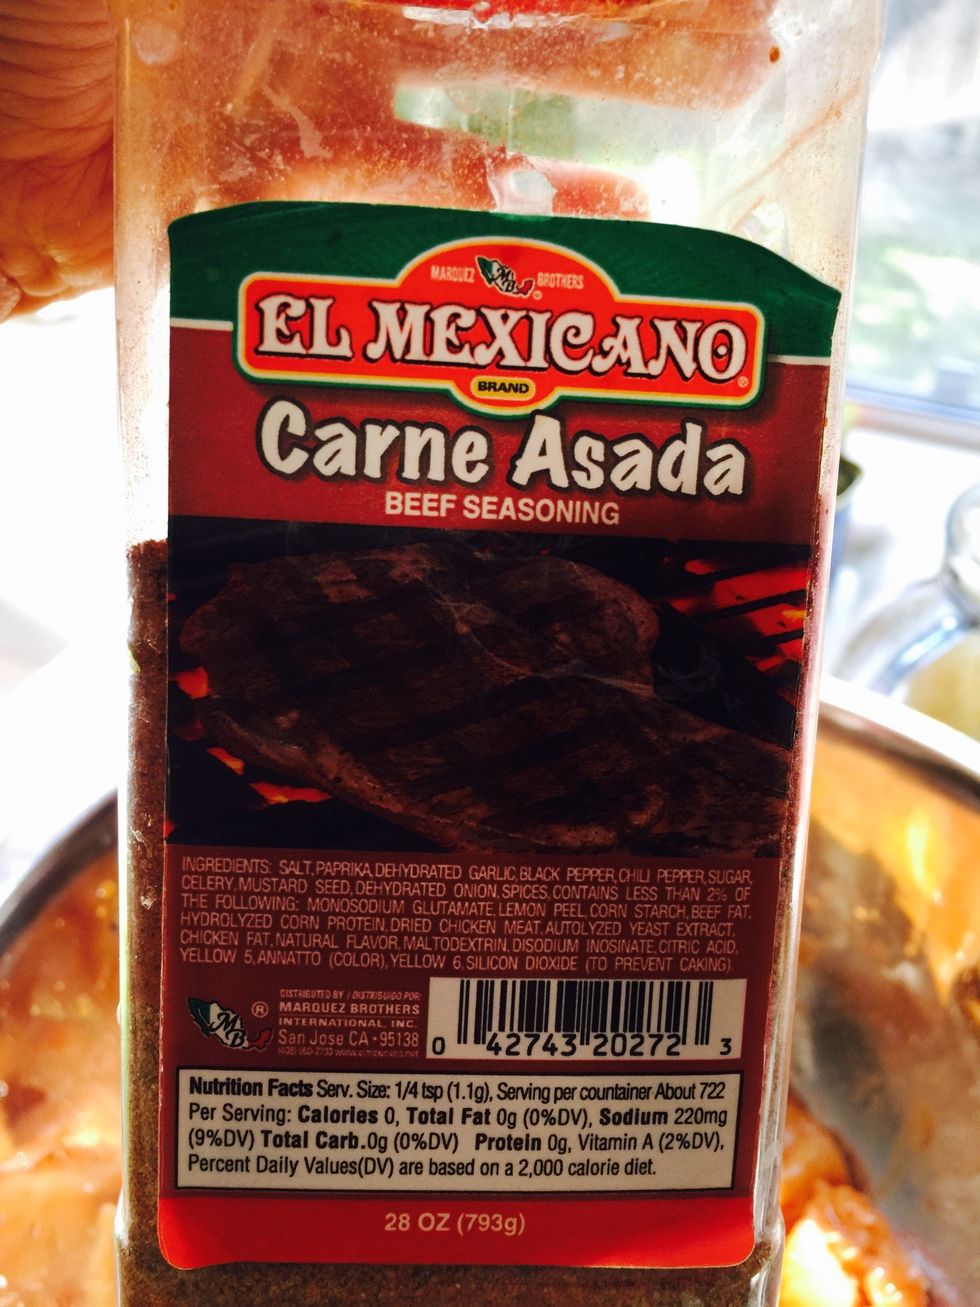 MARQUEZ MB BROTHERS
EL MEXICANO®
BRAND
Carne Asada
BEEF SEASONING
INGREDIENTS: SALT, PAPRIKA, DEHYDRATED GARLIC, BLACK PEPPER, CHILI PEPPER, SUGAR,
CELERY, MUSTARD SEED, DEHYDRATED ONION, SPICES, CONTAINS LESS THAN 2% OF
THE FOLLOWING: MONOSODIUM GLUTAMATE, LEMON PEEL, CORN STARCH, BEEF FAT,
HYDROLYZED CORN PROTEIN, DRIED CHICKEN MEAT, AUTOLYZED YEAST EXTRACT,
CHICKEN FAT, NATURAL FLAVOR, MALTODEXTRIN, DISODIUM INOSINATE, CITRIC ACID,
YELLOW 5, ANNATTO (COLOR), YELLOW 6, SILICON DIOXIDE (TO PREVENT CAKING).
MB ®
DISTRIBUTED BY / DISTRIBUIDO POR:
MARQUEZ BROTHERS
INTERNATIONAL, INC.
San Jose CA • 95138
0 42743 20272 3
Nutrition Facts Serv. Size: 1/4 tsp (1.1g), Serving per countainer About 722
Per Serving: Calories 0, Total Fat 0g (0%DV), Sodium 220mg
(9%DV) Total Carb.0g (0%DV) Protein 0g, Vitamin A (2%DV),
Percent Daily Values(DV) are based on a 2,000 calorie diet.
28 OZ (793g)